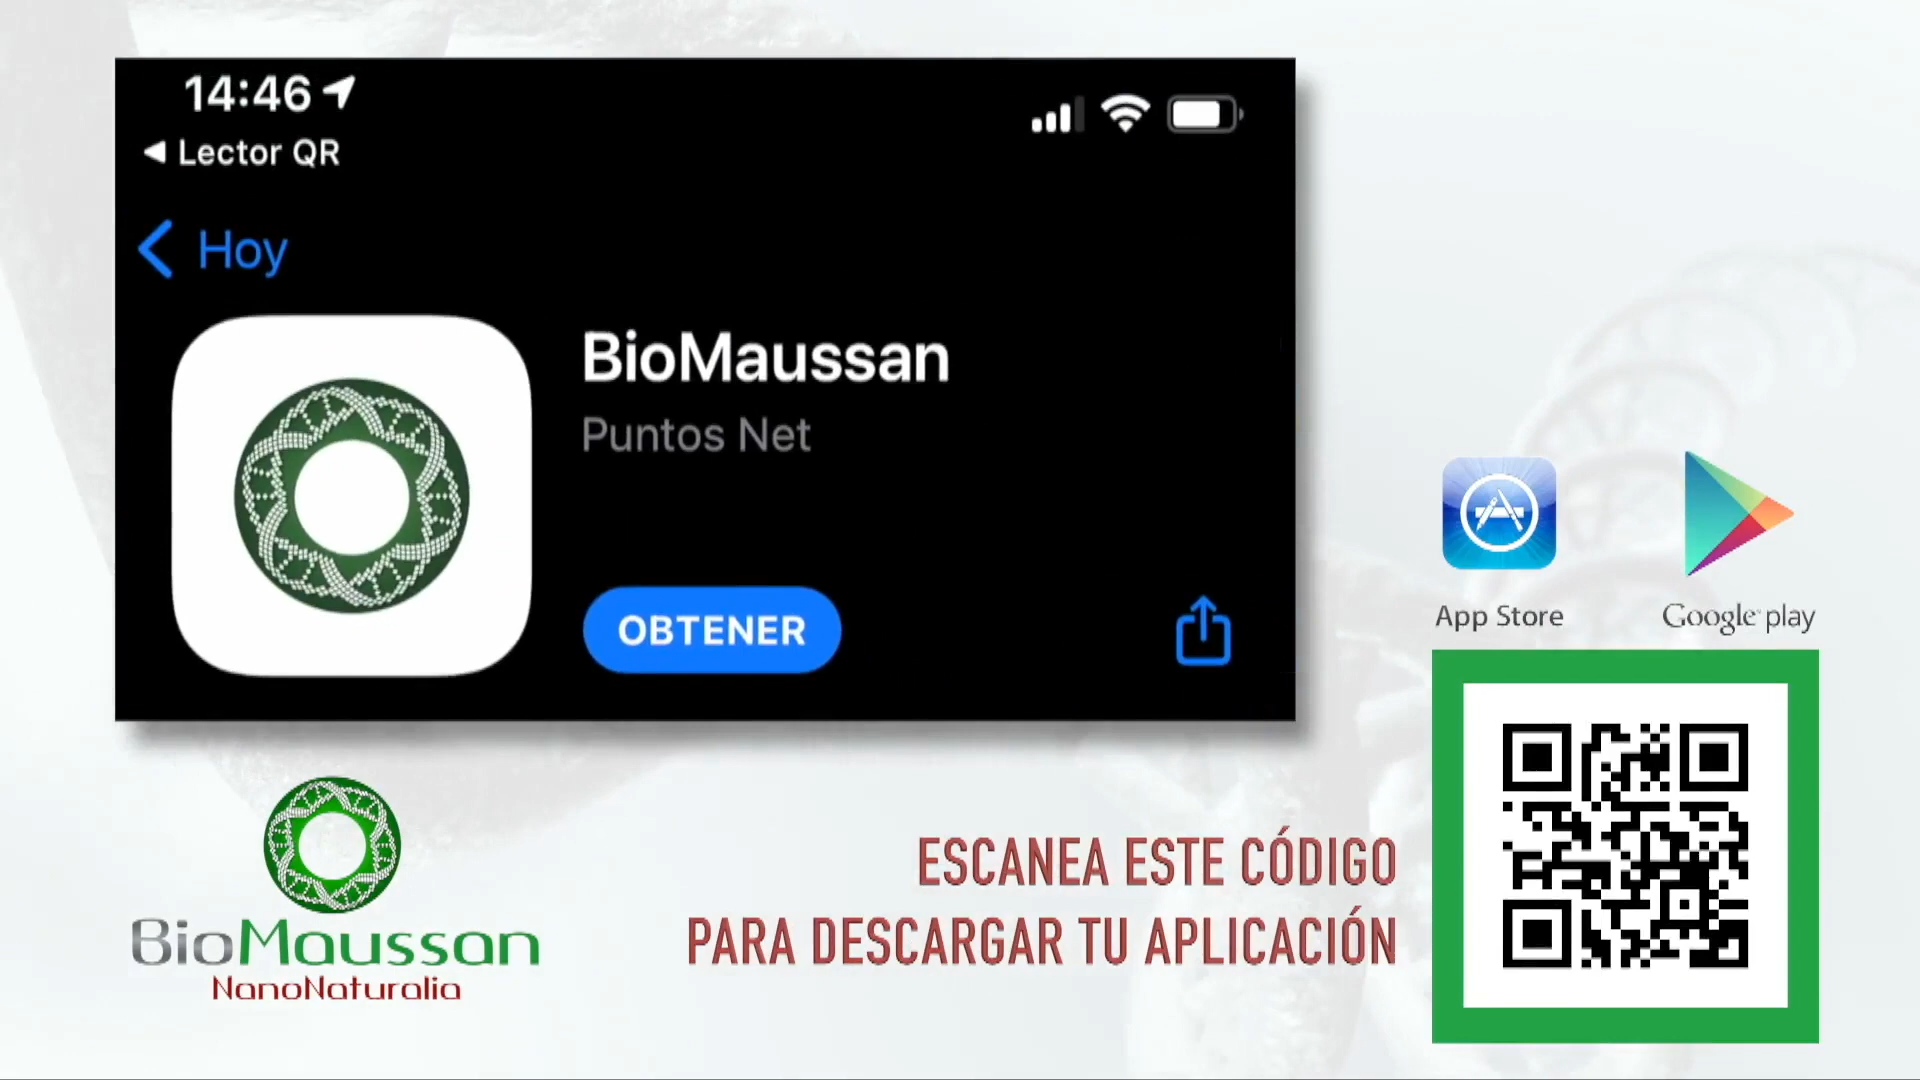 14:46
Lector QR
Hoy
BioMaussan
Puntos Net
OBTENER
App Store
Google play
ESCANEA ESTE CÓDIGO
PARA DESCARGAR TU APLICACIÓN
BioMaussan
NanoNaturalia